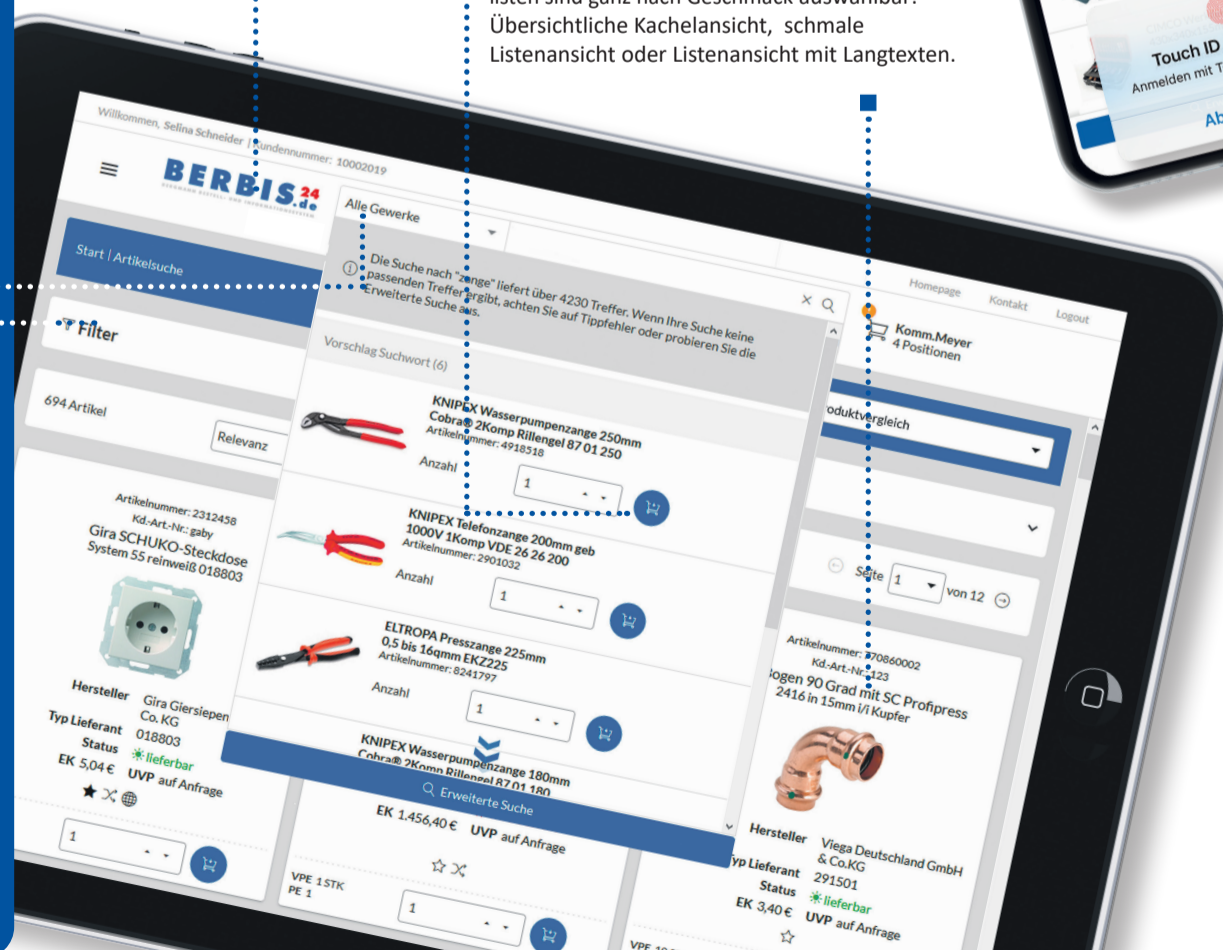 Übersichtliche Kachelansicht, schmale
Listenansicht oder Listenansicht mit Langtexten.
Touch ID
Anmelden mit T
Ab
Willkommen, Selina Schneider | Kundennummer: 10002019
BERBIS24.de
BERGMANN BESTELL- UND INFORMATIONSSYSTEM
Alle Gewerke
Homepage Kontakt Logout
Komm.Meyer
4 Positionen
Start | Artikelsuche
Die Suche nach "zange" liefert über 4230 Treffer. Wenn Ihre Suche keine
passenden Treffer ergibt, achten Sie auf Tippfehler oder probieren Sie die
Erweiterte Suche aus.
oduktvergleich
Filter
Vorschlag Suchwort (6)
694 Artikel
Relevanz
Seite 1 von 12
KNIPEX Wasserpumpenzange 250mm
Cobra® 2Komp Rillengel 87 01 250
Artikelnummer: 4918518
Anzahl
1
KNIPEX Telefonzange 200mm geb
1000V 1Komp VDE 26 26 200
Artikelnummer: 2901032
Anzahl
1
ELTROPA Presszange 225mm
0,5 bis 16qmm EKZ225
Artikelnummer: 8241797
Anzahl
1
KNIPEX Wasserpumpenzange 180mm
Cobra® 2Komp Rillengel 87 01 180
Erweiterte Suche
Artikelnummer: 2312458
Kd.-Art.-Nr.: gaby
Gira SCHUKO-Steckdose
System 55 reinweiß 018803
Hersteller Gira Giersiepen
Co. KG
Typ Lieferant 018803
Status lieferbar
EK 5,04 € UVP auf Anfrage
1
EK 1.456,40 € UVP auf Anfrage
VPE 1 STK
PE 1
1
Artikelnummer: 770860002
Kd.-Art.-Nr.: 123
Bogen 90 Grad mit SC Profipress
2416 in 15mm i/i Kupfer
Hersteller Viega Deutschland GmbH
& Co.KG
Typ Lieferant 291501
Status lieferbar
EK 3,40 € UVP auf Anfrage